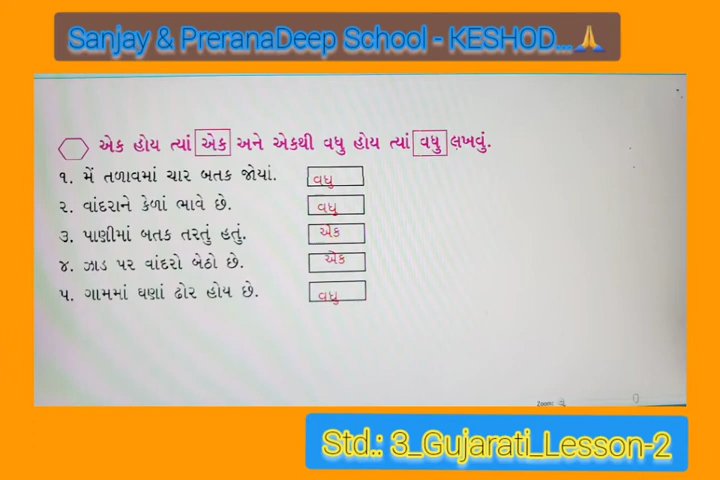 Sanjay & PreranaDeep School - KESHOD...🙏
એક હોય ત્યાં એક અને એકથી વધુ હોય ત્યાં વધુ લખવું.
૧. મેં તળાવમાં ચાર બતક જોયાં. વધુ
૨. વાંદરાને કેળાં ભાવે છે. વધુ
૩. પાણીમાં બતક તરતું હતું. એક
૪. ઝાડ પર વાંદરો બેઠો છે. એક
૫. ગામમાં ઘણાં ઢોર હોય છે. વધુ
Zoom:
Std.: 3_Gujarati_Lesson-2